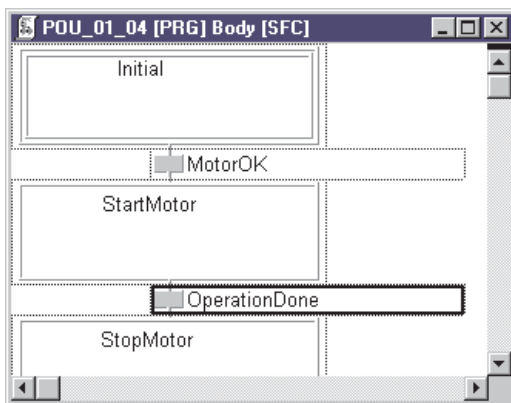 POU_01_04 [PRG] Body [SFC]
Initial
MotorOK
StartMotor
OperationDone
StopMotor